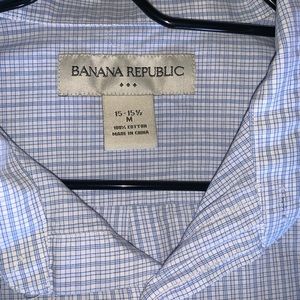 BANANA REPUBLIC
15-15½
M
100% COTTON
MADE IN CHINA